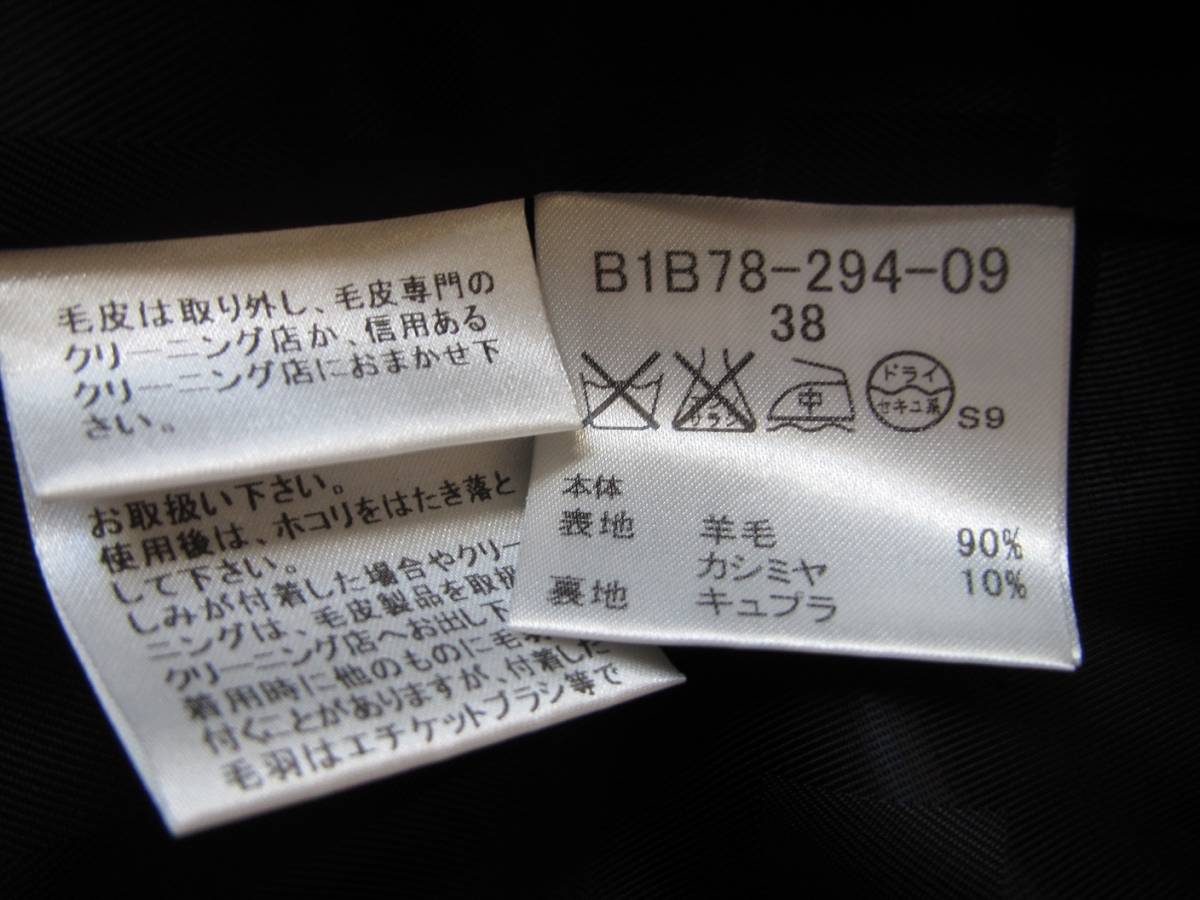 毛皮は取り外し、毛皮専門の
クリーニング店か、信用ある
クリーニング店におまかせ下
さい。
お取扱い下さい。
使用後は、ホコリをはたき落と
して下さい。
しみが付着した場合やクリー
ニングは、毛皮製品を取扱
クリーニング店へお出し下
着用時に他のものに毛羽
付くことがありますが、付着した
毛羽はエチケットブラシ等で
B1B78-294-09
38
中
ドライ
セキユ系
S9
本体
表地 羊毛 90%
カシミヤ 10%
裏地 キュプラ